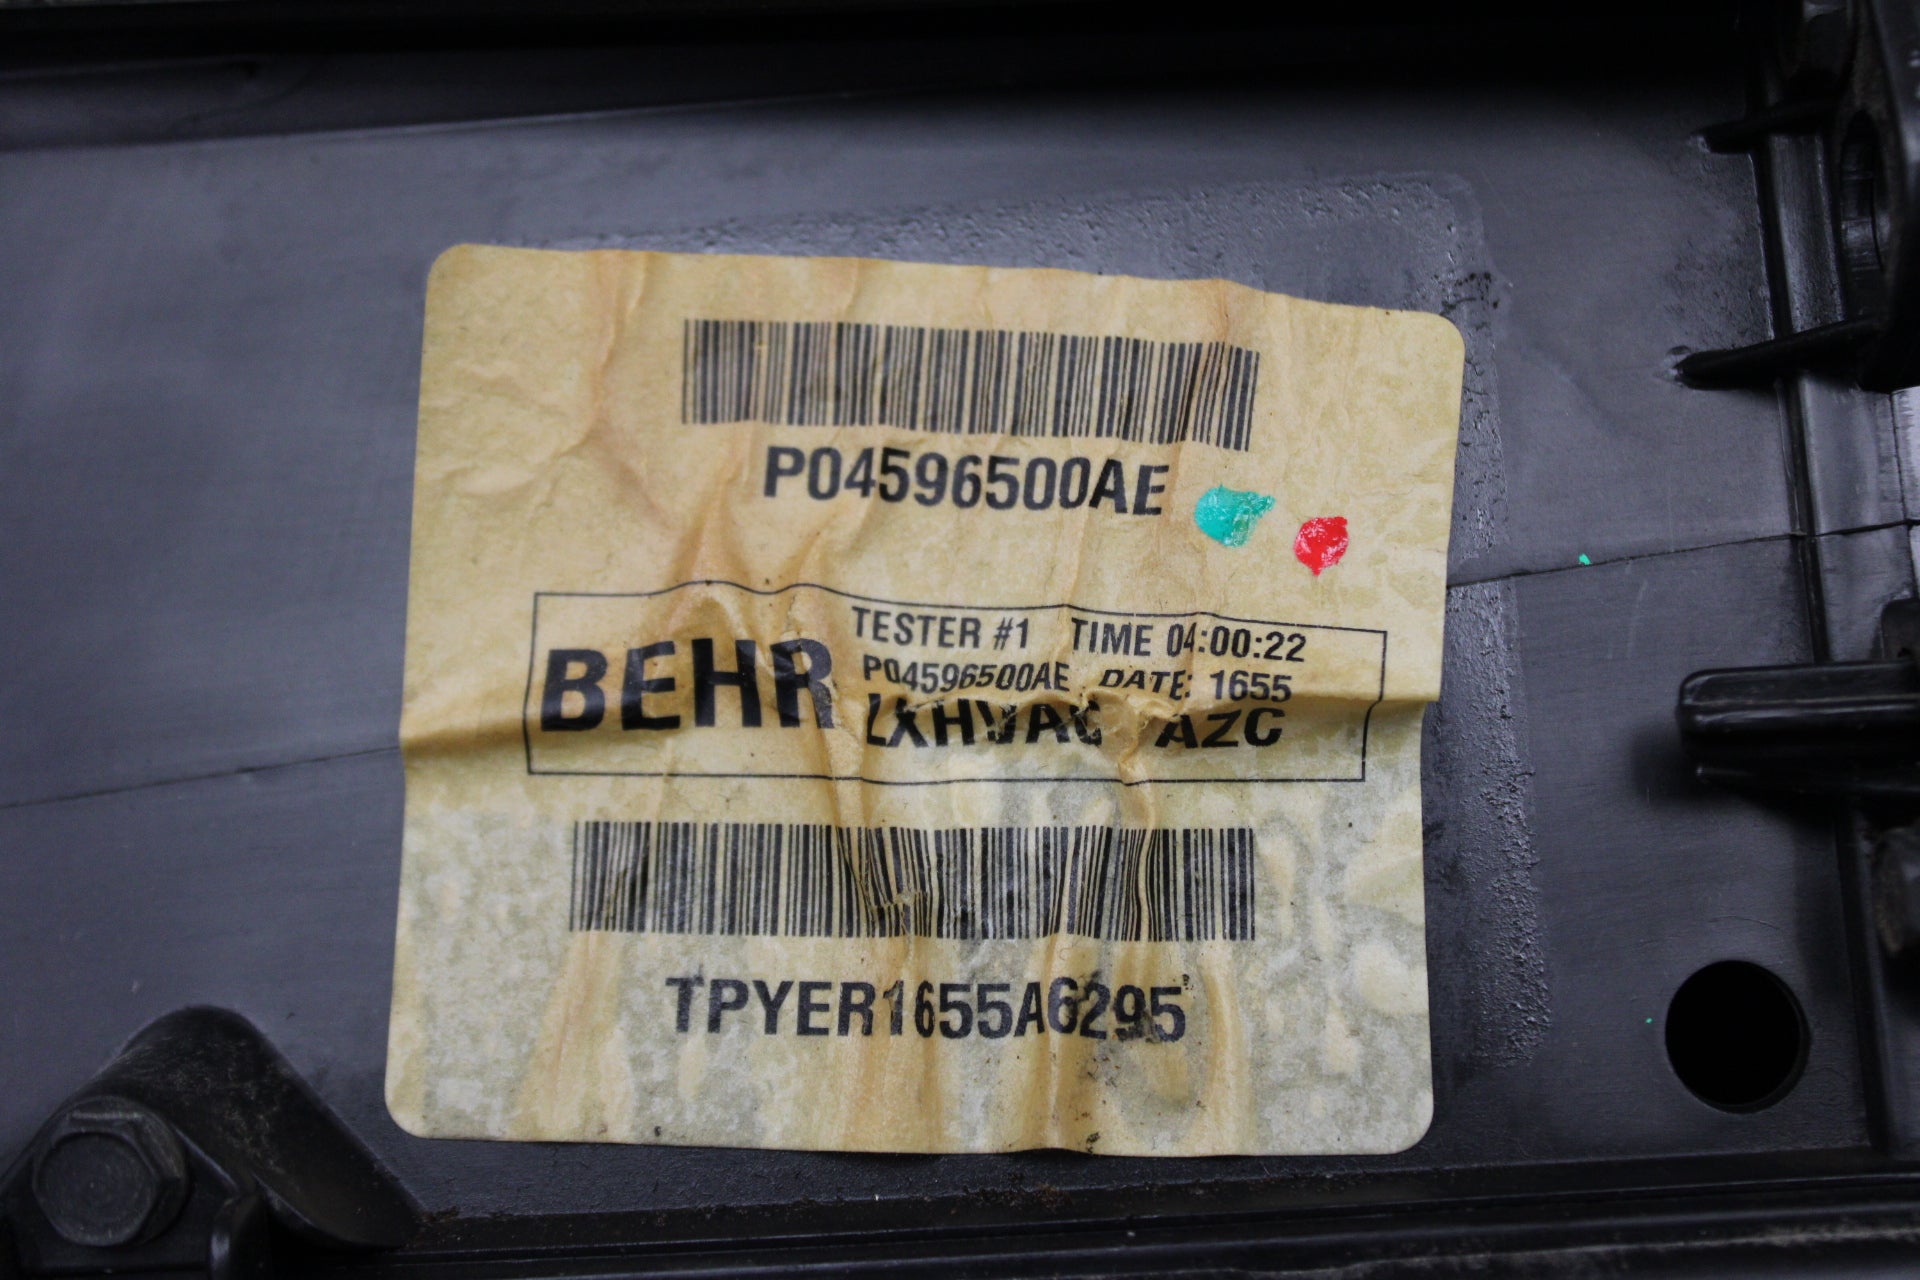 P04596500AE
BEHR
TESTER #1 TIME 04:00:22
P04596500AE DATE: 1655
LXHVAC AZC
TPYER1655A6295